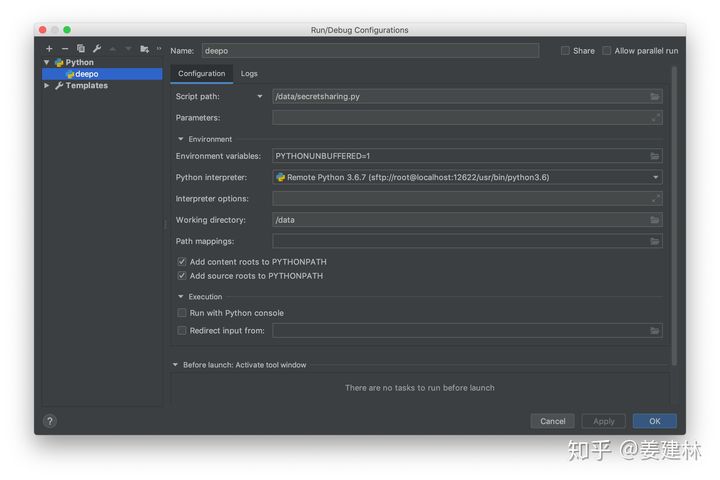 Run/Debug Configurations
Name: deepo Share Allow parallel run
Python
deepo
Templates
Configuration Logs
Script path: /data/secretsharing.py
Parameters:
Environment
Environment variables: PYTHONUNBUFFERED=1
Python interpreter: Remote Python 3.6.7 (sftp://root@localhost:12622/usr/bin/python3.6)
Interpreter options:
Working directory: /data
Path mappings:
Add content roots to PYTHONPATH
Add source roots to PYTHONPATH
Execution
Run with Python console
Redirect input from:
Before launch: Activate tool window
There are no tasks to run before launch
? Cancel Apply OK
知乎 @姜建林